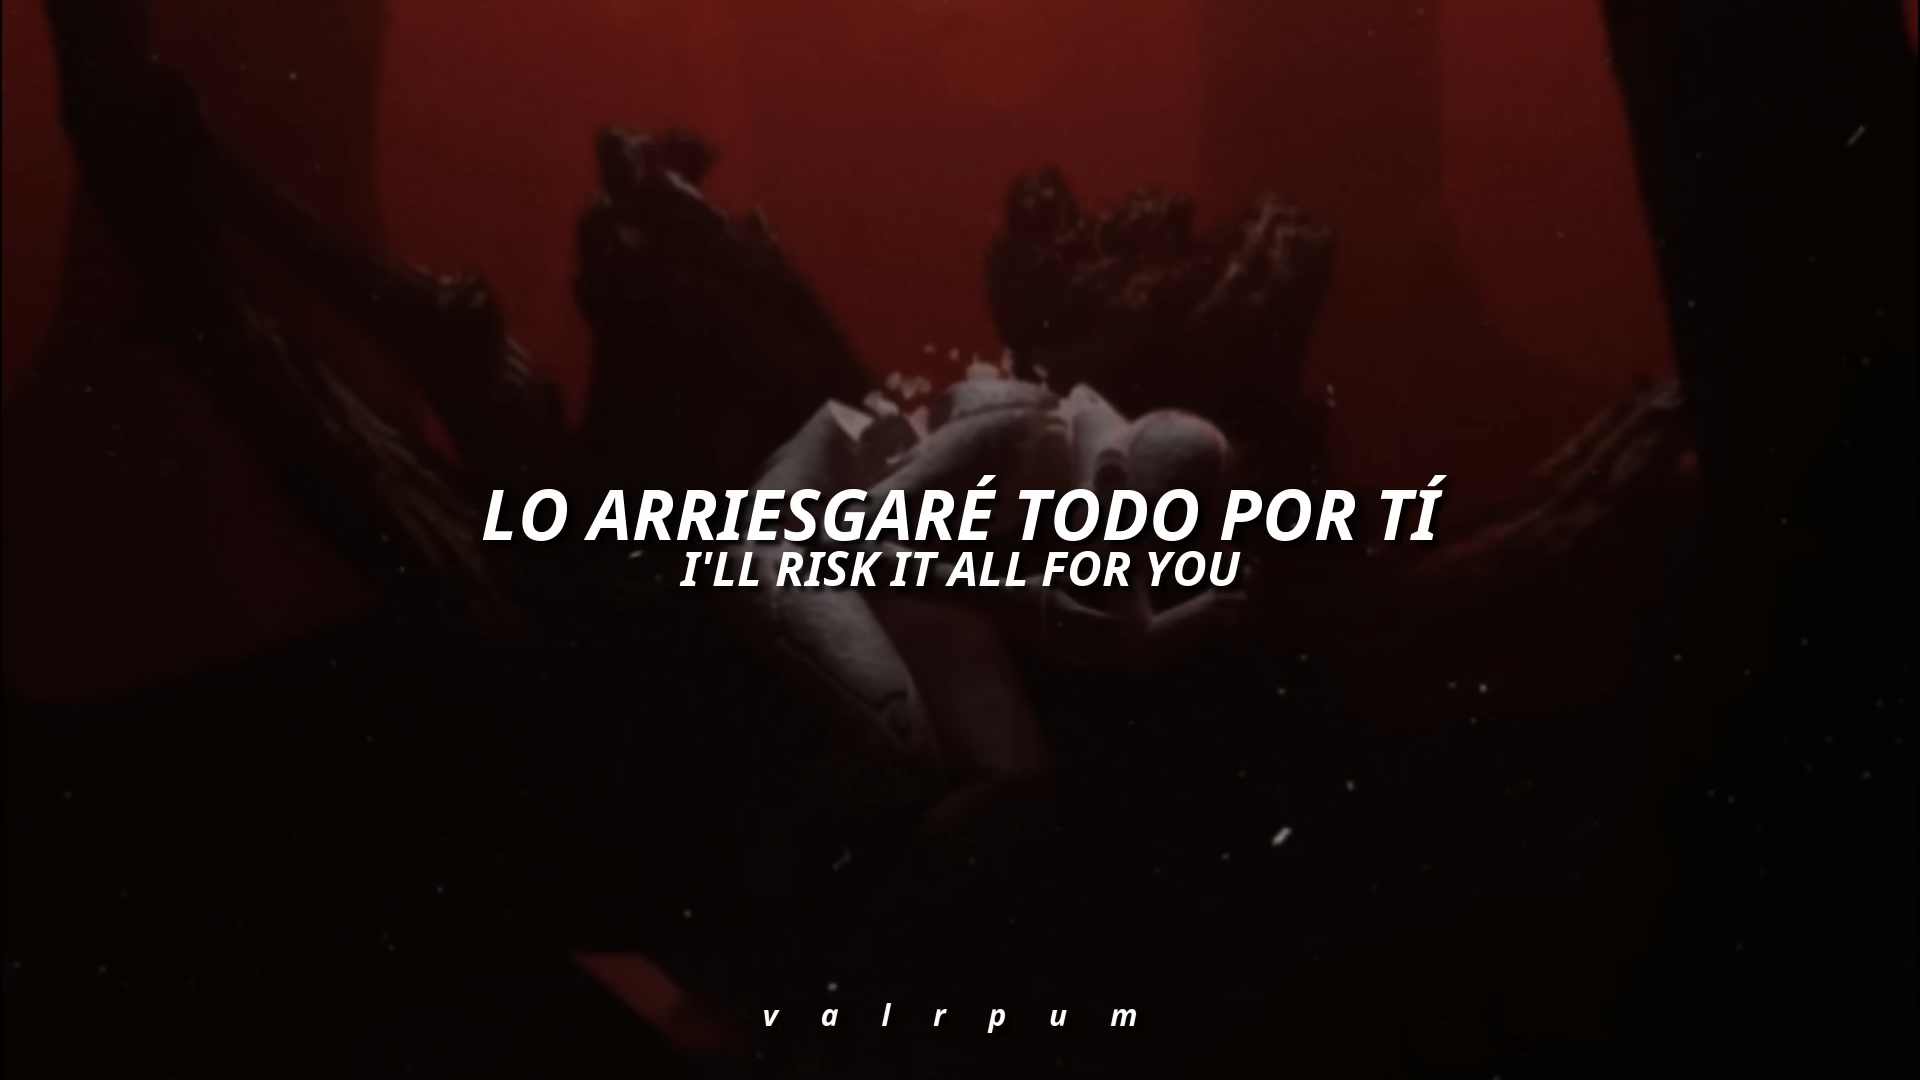 LO ARRIESGARÉ TODO POR TÍ
I'LL RISK IT ALL FOR YOU
v a l r p u m